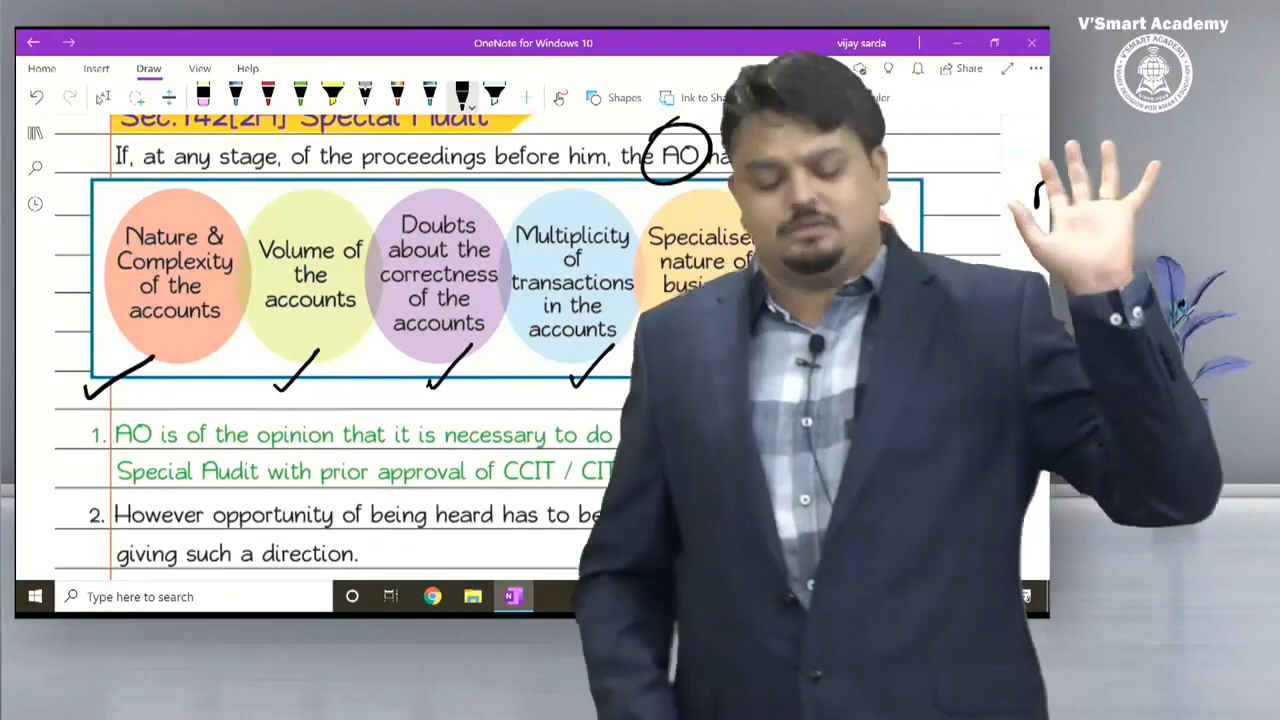 V'Smart Academy
OneNote for Windows 10
vijay sarda
Home Insert Draw View Help
Share
Shapes
Ink to
Sec.142[2A] Special Audit
If, at any stage, of the proceedings before him, the AO
Nature &
Complexity
of the
accounts
Volume of
the
accounts
Doubts
about the
correctness
of the
accounts
Multiplicity
of
transactions
in the
accounts
nature of
1. AO is of the opinion that it is necessary to do
Special Audit with prior approval of CCIT /
2. However opportunity of being heard has to be
giving such a direction.
Type here to search